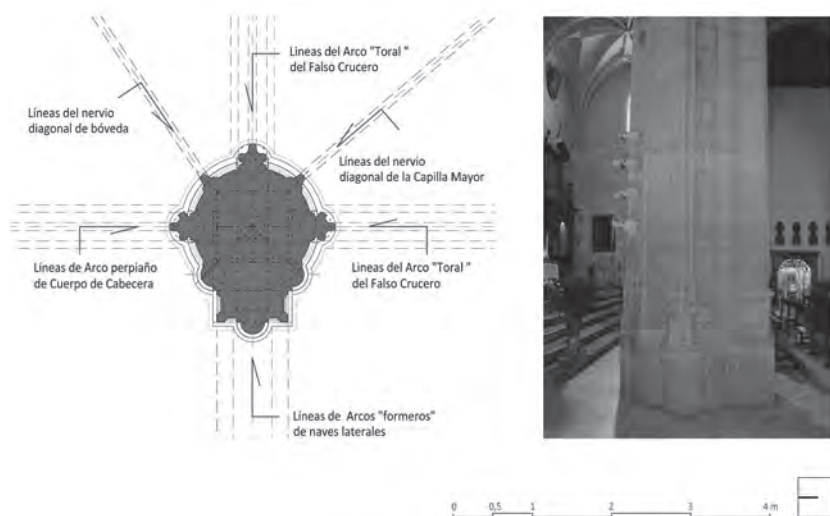 Lineas del Arco "Toral "
del Falso Crucero
Líneas del nervio
diagonal de bóveda
Líneas del nervio
diagonal de la Capilla Mayor
Líneas de Arco perpiaño
de Cuerpo de Cabecera
Lineas del Arco "Toral "
del Falso Crucero
Líneas de Arcos "formeros"
de naves laterales
0 0,5 1 2 3 4 m